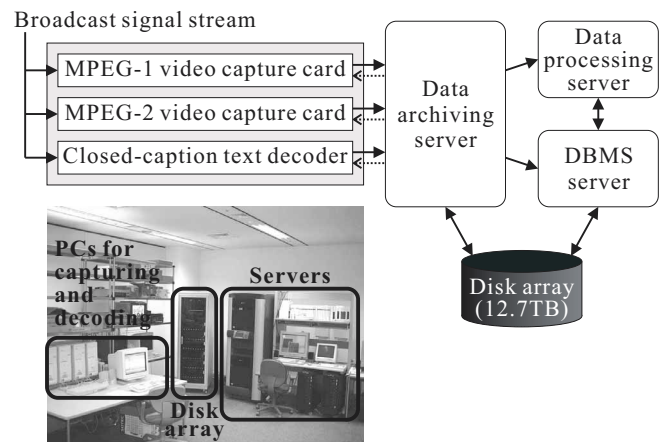 Broadcast signal stream
MPEG-1 video capture card
MPEG-2 video capture card
Closed-caption text decoder
Data
archiving
server
Data
processing
server
DBMS
server
Disk array
(12.7TB)
PCs for
capturing
and
decoding
Servers
Disk
array